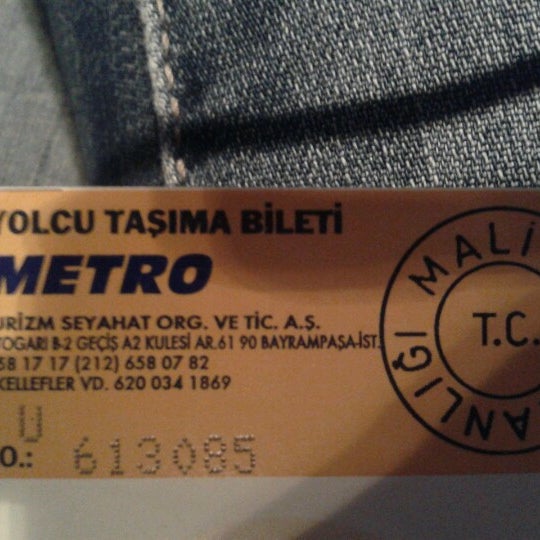 YOLCU TAŞIMA BİLETİ
METRO
URİZM SEYAHAT ORG. VE TİC. A.Ş.
TOGARI B-2 GEÇİŞ A2 KULESİ AR.61 90 BAYRAMPAŞA-İST.
58 17 17 (212) 658 07 82
KELLEFLER VD. 620 034 1869
U
O.: 613085
MALİ
T.C.
ANLIĞI